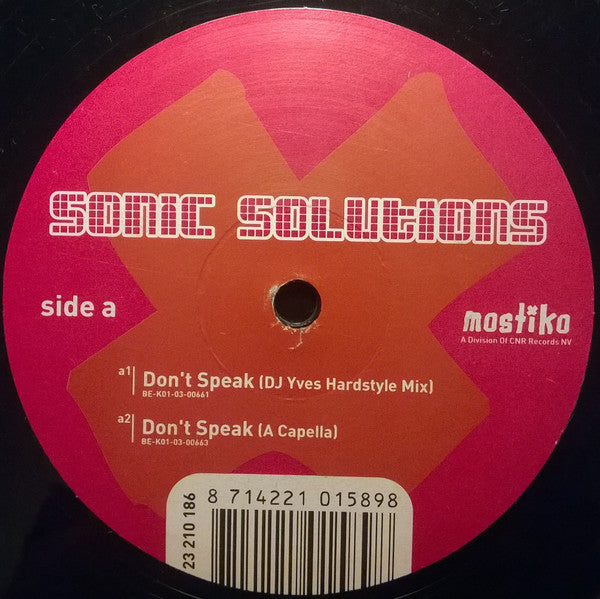 SONIC SOLUTIONS
side a
mostiko
A Division Of CNR Records NV
a1 Don't Speak (DJ Yves Hardstyle Mix)
BE-K01-03-00661
a2 Don't Speak (A Capella)
BE-K01-03-00663
23 210 186
8 714221 015898